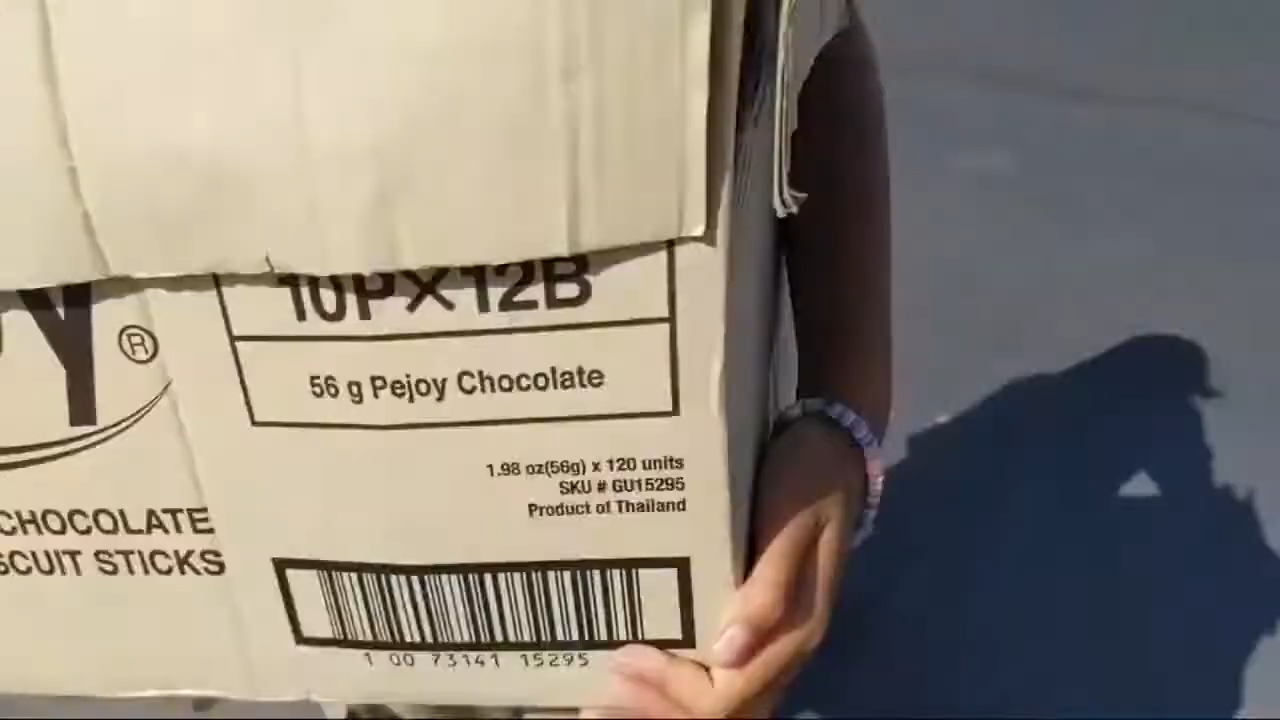 10P×12B
Y®
56 g Pejoy Chocolate
1.98 oz(56g) x 120 units
SKU # GU15295
Product of Thailand
CHOCOLATE
STICKS
1 00 73141 15295